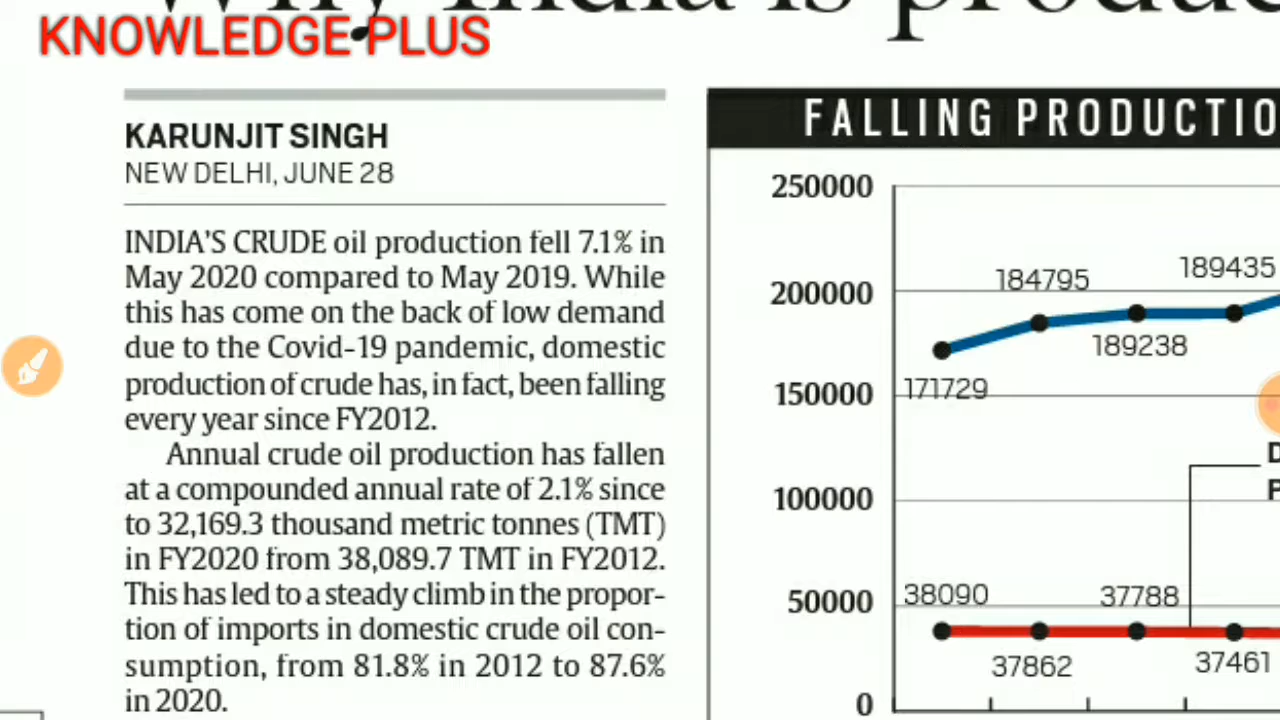 Why India is produc
KNOWLEDGE PLUS
KARUNJIT SINGH
NEW DELHI, JUNE 28
INDIA'S CRUDE oil production fell 7.1% in
May 2020 compared to May 2019. While
this has come on the back of low demand
due to the Covid-19 pandemic, domestic
production of crude has, in fact, been falling
every year since FY2012.
Annual crude oil production has fallen
at a compounded annual rate of 2.1% since
to 32,169.3 thousand metric tonnes (TMT)
in FY2020 from 38,089.7 TMT in FY2012.
This has led to a steady climb in the propor-
tion of imports in domestic crude oil con-
sumption, from 81.8% in 2012 to 87.6%
in 2020.
FALLING PRODUCTIO
250000
200000
150000
100000
50000
0
184795
189435
189238
171729
D
P
38090
37788
37862
37461